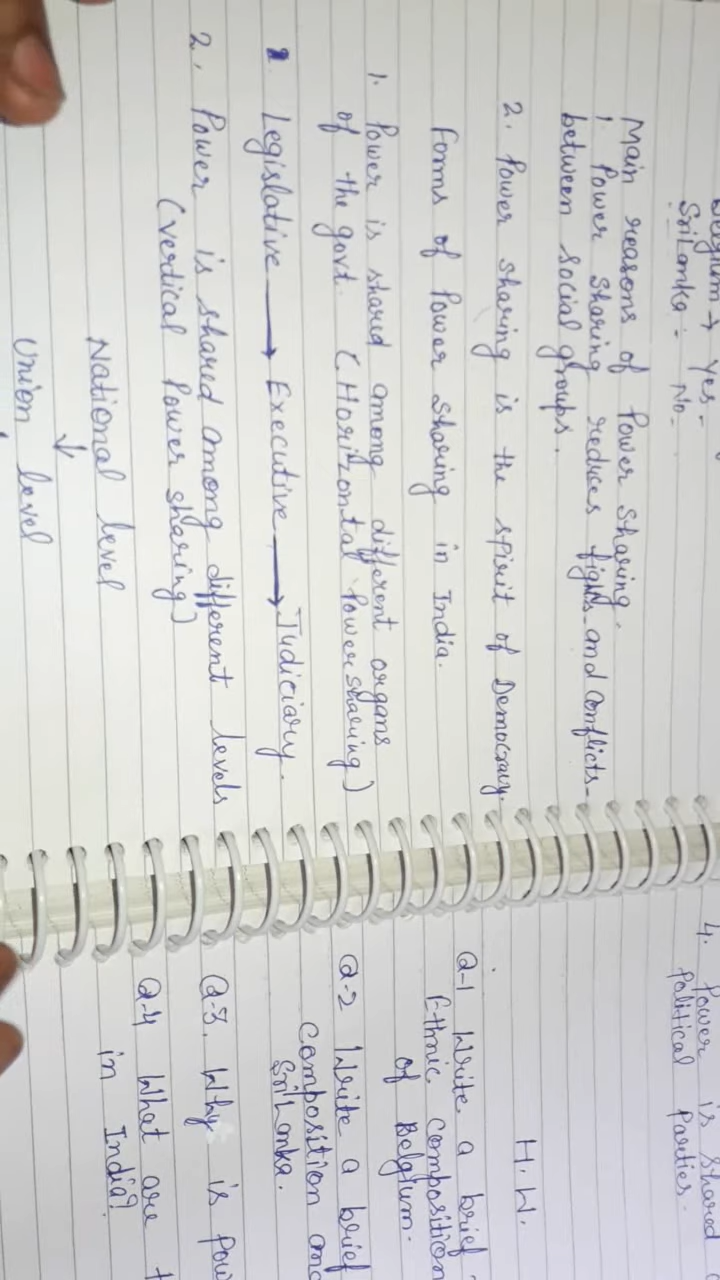 Belgium → Yes.
SriLanka - No.
Main reasons of Power Sharing.
1. Power Sharing reduces fights and conflicts
between social groups.
2. Power sharing is the spirit of Democracy.
Forms of Power Sharing in India.
1. Power is shared among different organs
of the govt. (Horizontal Power sharing)
Legislative → Executive → Judiciary.
2. Power is shared among different levels
(vertical Power sharing)
National level
↓
Union level
4. Power is shared
Political Parties.
H.W.
Q-1 Write a brief
Ethnic composition
of Belgium.
Q-2 Write a brief
Composition and
SriLanka.
Q-3. Why is pow
Q-4 What are
in India?